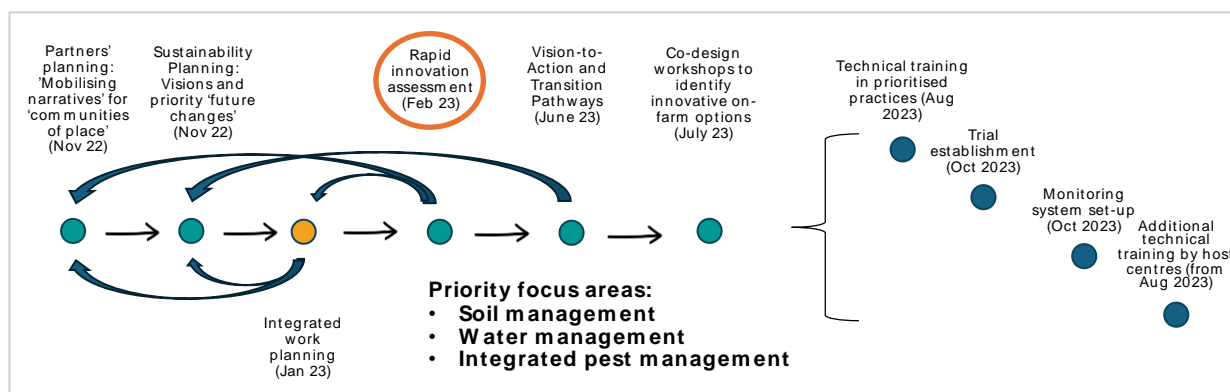 Partners'
planning:
'Mobilising
narratives' for
'communities
of place'
(Nov 22)
Sustainability
Planning:
Visions and
priority 'future
changes'
(Nov 22)
Rapid
innovation
assessment
(Feb 23)
Vision-to-
Action and
Transition
Pathways
(June 23)
Co-design
workshops to
identify
innovative on-
farm options
(July 23)
Technical training
in prioritised
practices (Aug
2023)
Trial
establishment
(Oct 2023)
Monitoring
system set-up
(Oct 2023)
Additional
technical
training by host
centres (from
Aug 2023)
Integrated
work
planning
(Jan 23)
Priority focus areas:
• Soil management
• Water management
• Integrated pest management